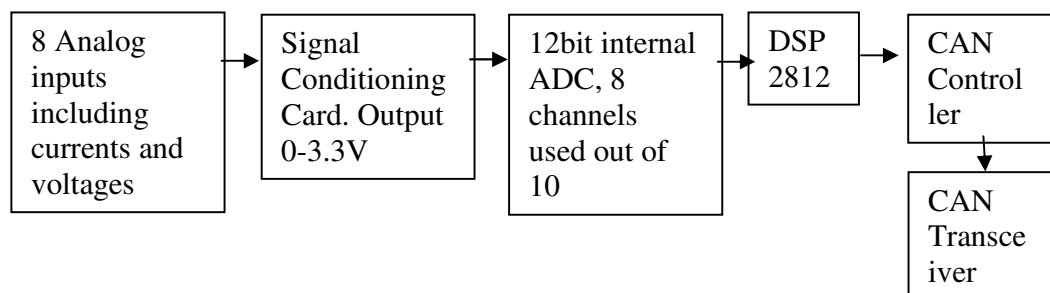 8 Analog
inputs
including
currents and
voltages
Signal
Conditioning
Card. Output
0-3.3V
12bit internal
ADC, 8
channels
used out of
10
DSP
2812
CAN
Control
ler
CAN
Transce
iver